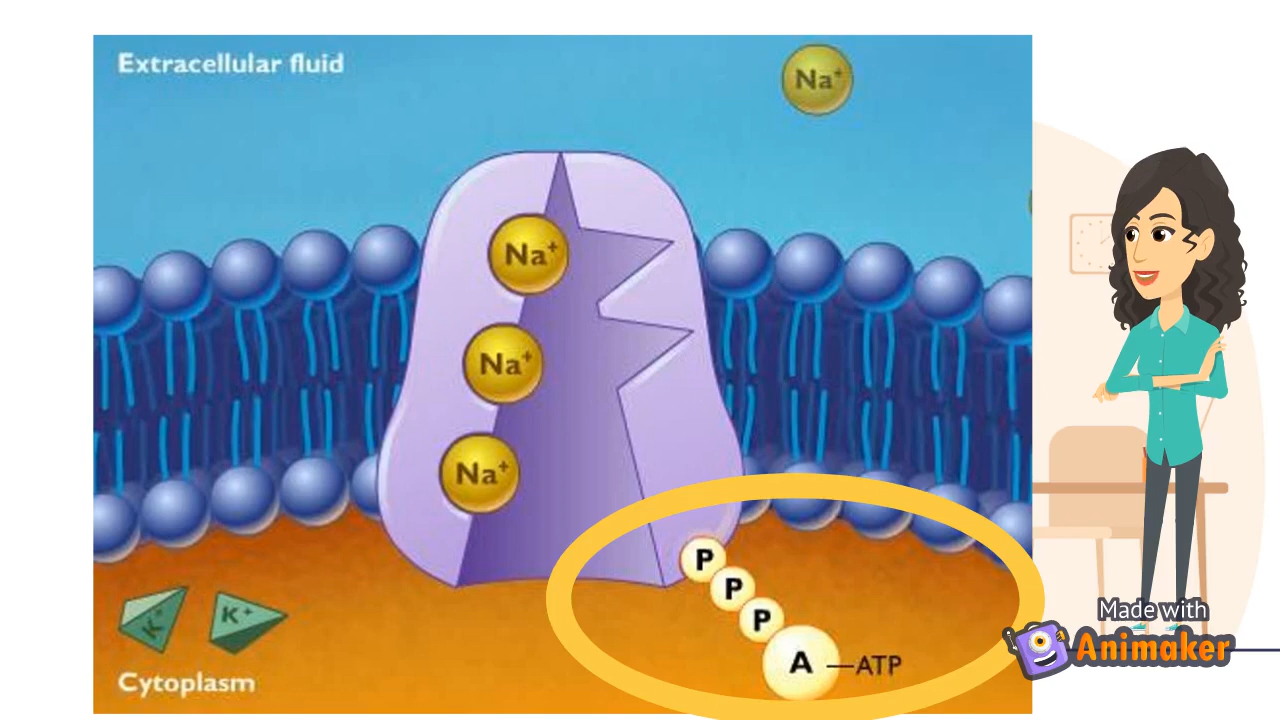 Extracellular fluid
Na⁺
Na⁺
Na⁺
Na⁺
P
P
P
A —ATP
K⁺
K⁺
Cytoplasm
Made with
Animaker